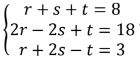 r + s + t = 8
2r − 2s + t = 18
r + 2s − t = 3